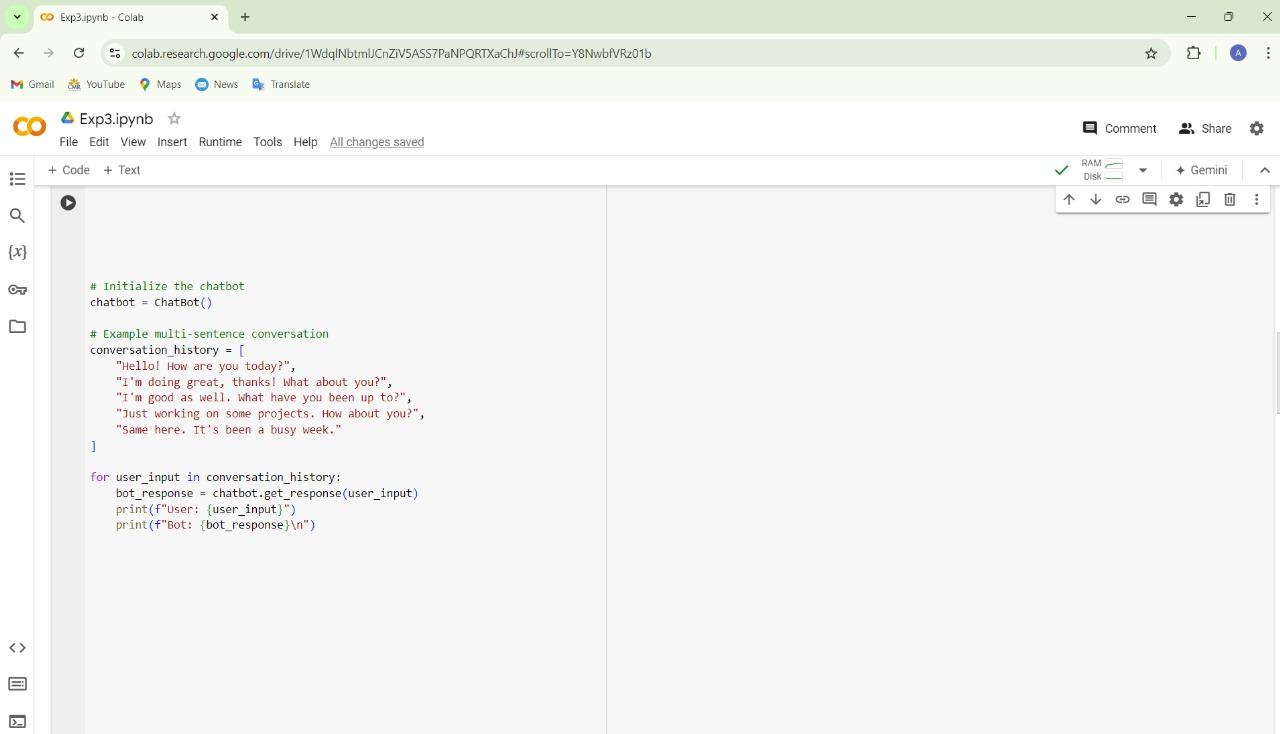 Exp3.ipynb - Colab
colab.research.google.com/drive/1WdqlNbtmlJCnZiV5ASS7PaNPQRTXaChJ#scrollTo=Y8NwbfVRz01b
A
Gmail YouTube Maps News Translate
Exp3.ipynb
Comment Share
File Edit View Insert Runtime Tools Help All changes saved
+ Code + Text
RAM
Disk
Gemini
{x}
# Initialize the chatbot
chatbot = ChatBot()
# Example multi-sentence conversation
conversation_history = [
"Hello! How are you today?",
"I'm doing great, thanks! What about you?",
"I'm good as well. What have you been up to?",
"Just working on some projects. How about you?",
"Same here. It's been a busy week."
]
for user_input in conversation_history:
bot_response = chatbot.get_response(user_input)
print(f"User: {user_input}")
print(f"Bot: {bot_response}\n")